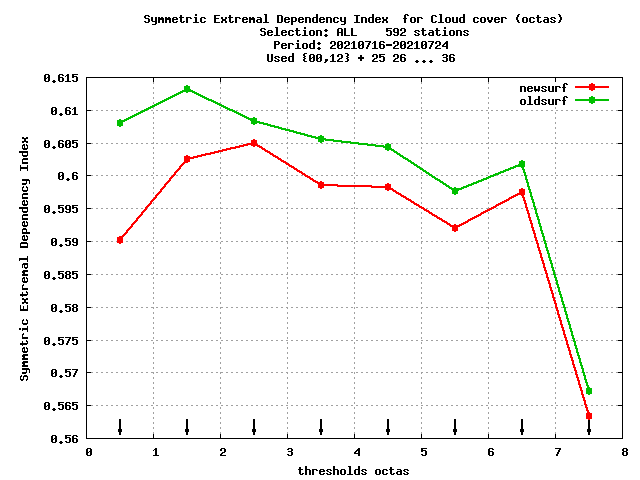 Symmetric Extremal Dependency Index  for Cloud cover (octas)
Selection: ALL    592 stations
Period: 20210716-20210724
Used {00,12} + 25 26 ... 36
newsurf
oldsurf
Symmetric Extremal Dependency Index
0.615
0.61
0.605
0.6
0.595
0.59
0.585
0.58
0.575
0.57
0.565
0.56
0 1 2 3 4 5 6 7 8
thresholds octas